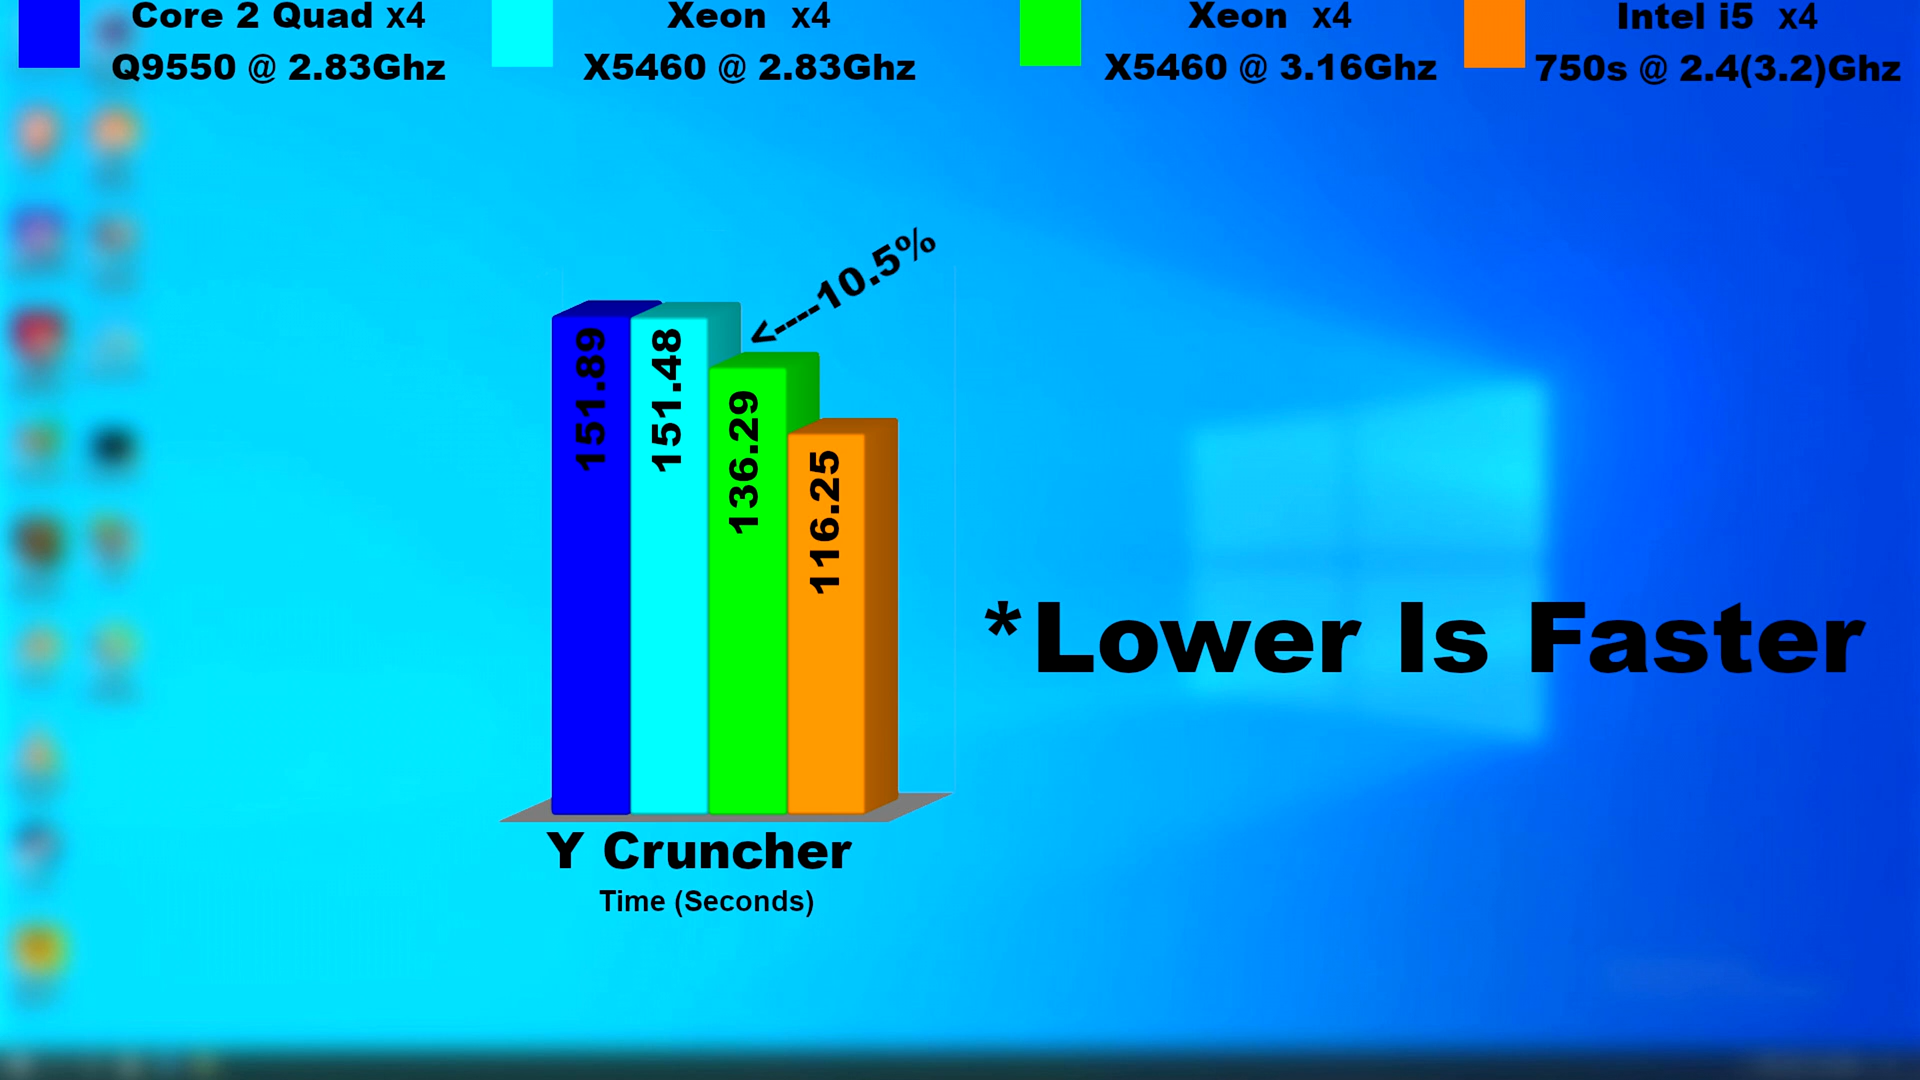 Core 2 Quad x4
Q9550 @ 2.83Ghz
Xeon x4
X5460 @ 2.83Ghz
Xeon x4
X5460 @ 3.16Ghz
Intel i5 x4
750s @ 2.4(3.2)Ghz
<----10.5%
151.89
151.48
136.29
116.25
*Lower Is Faster
Y Cruncher
Time (Seconds)